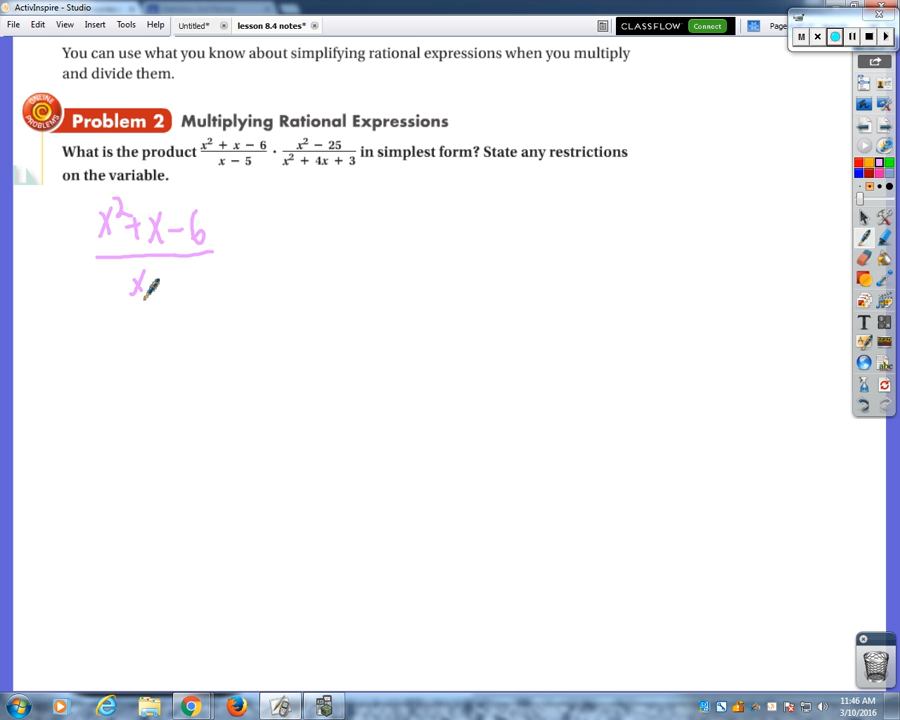 ActivInspire - Studio
File Edit View Insert Tools Help Untitled* lesson 8.4 notes* CLASSFLOW Connect Page
M
You can use what you know about simplifying rational expressions when you multiply
and divide them.
ONLINE PROBLEMS
Problem 2 Multiplying Rational Expressions
What is the product (x² + x − 6)/(x − 5) · (x² − 25)/(x² + 4x + 3) in simplest form? State any restrictions
on the variable.
x²+x−6
x
T
abc
11:46 AM
3/10/2016